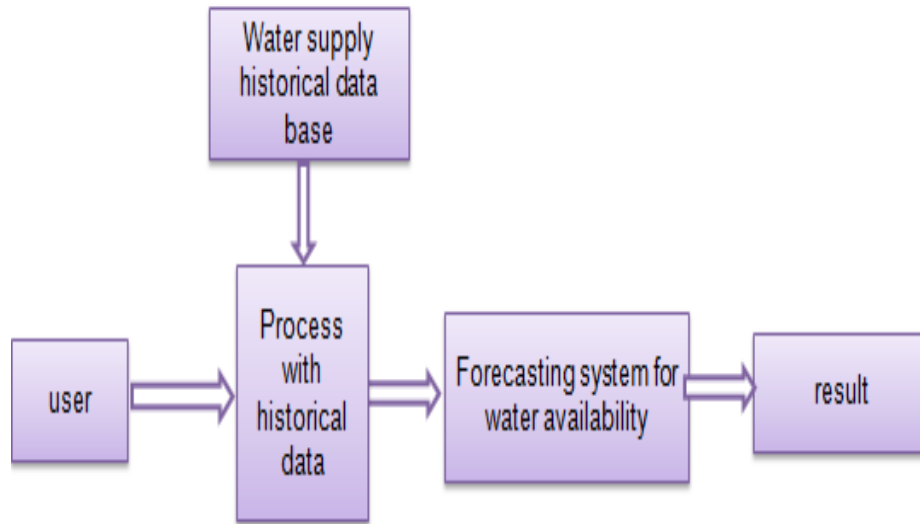 Water supply
historical data
base
user
Process
with
historical
data
Forecasting system for
water availability
result